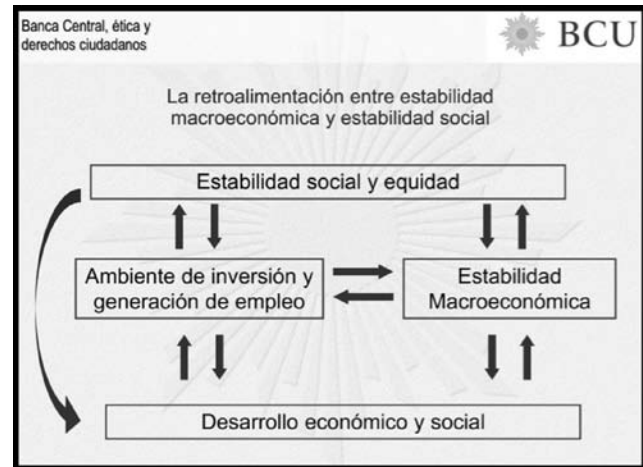 Banca Central, ética y
derechos ciudadanos
BCU
La retroalimentación entre estabilidad
macroeconómica y estabilidad social
Estabilidad social y equidad
Ambiente de inversión y
generación de empleo
Estabilidad
Macroeconómica
Desarrollo económico y social